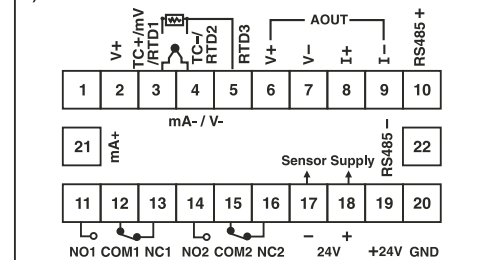 AOUT
V+
TC+/mV
/RTD1
TC-/
RTD2
RTD3
V+
V-
I+
I-
RS485+
1 2 3 4 5 6 7 8 9 10
mA- / V-
21
mA+
Sensor Supply
RS485-
22
11 12 13 14 15 16 17 18 19 20
NO1 COM1 NC1 NO2 COM2 NC2 - 24V + +24V GND